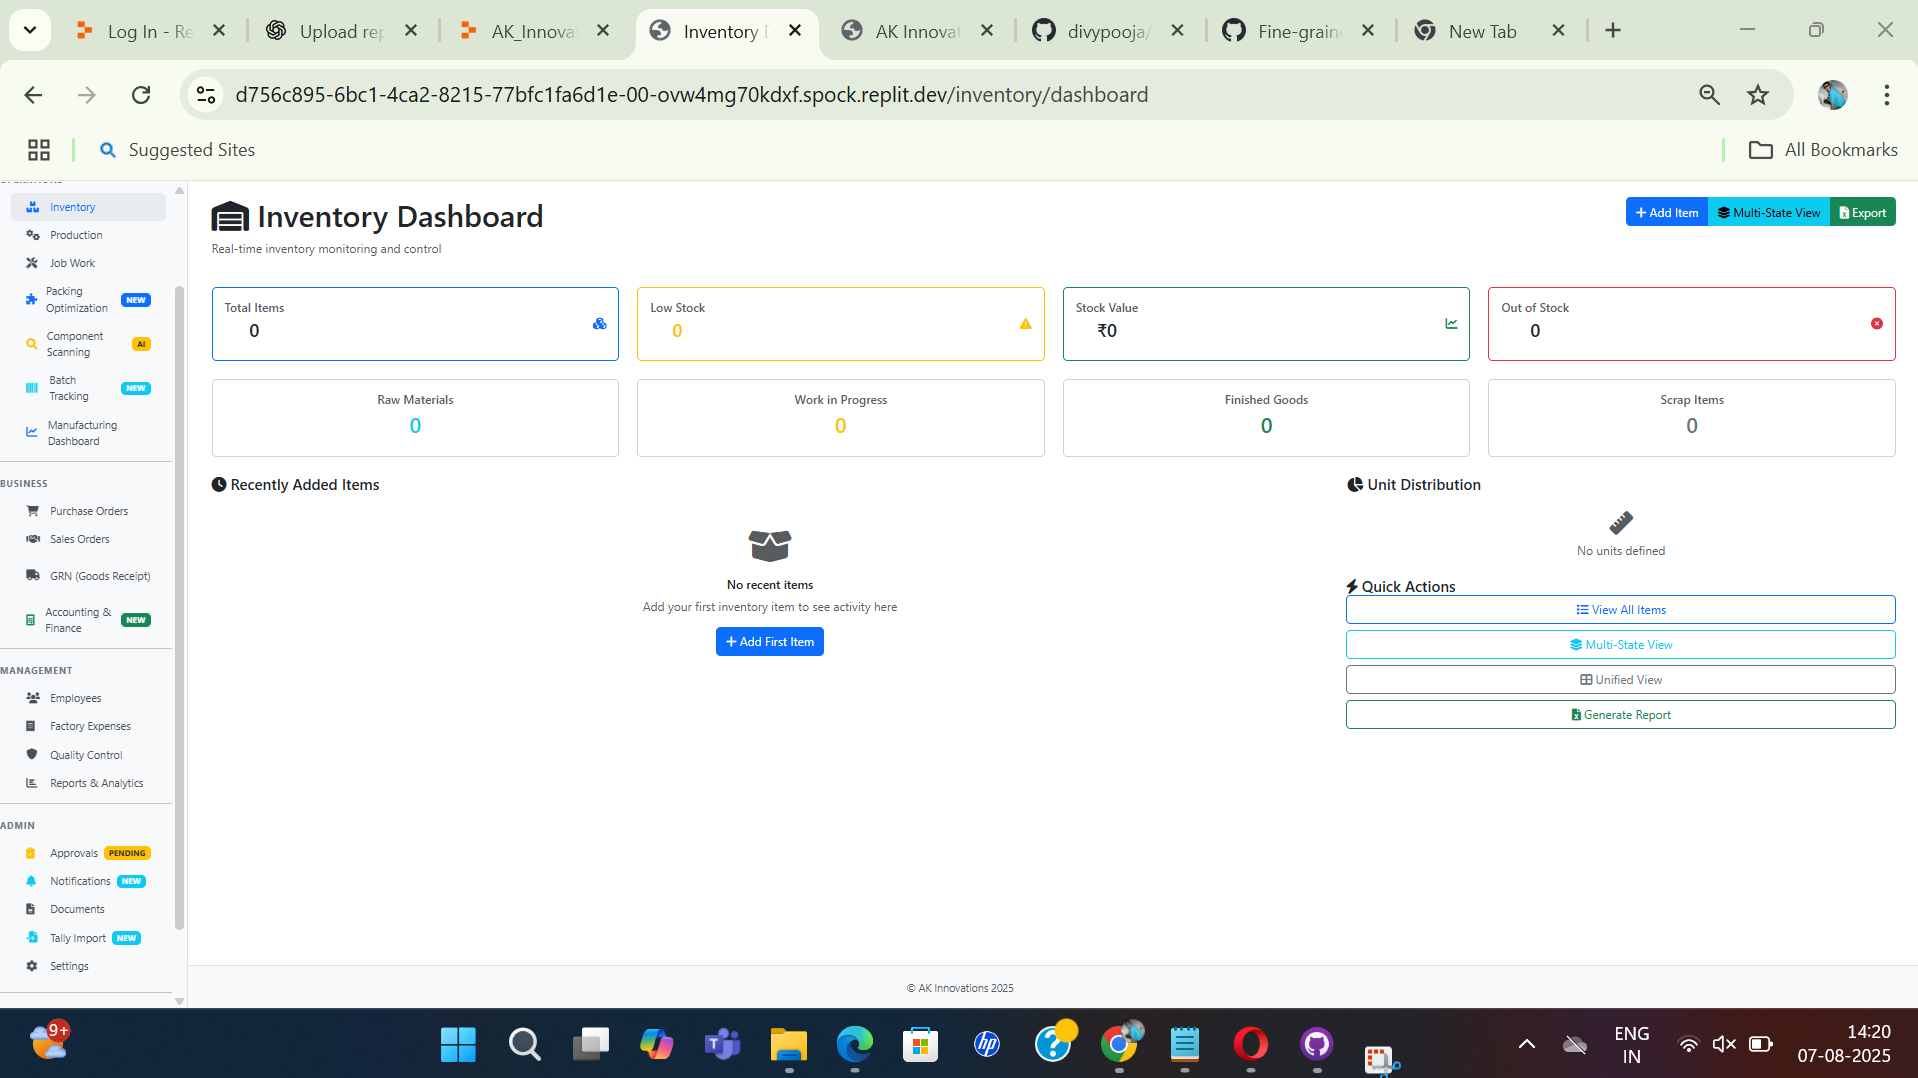 Log In - Re
Upload rep
AK_Innovat
Inventory D
AK Innovat
divypooja/
Fine-graine
New Tab
d756c895-6bc1-4ca2-8215-77bfc1fa6d1e-00-ovw4mg70kdxf.spock.replit.dev/inventory/dashboard
Suggested Sites
All Bookmarks
Inventory
Production
Job Work
Packing
Optimization
NEW
Component
Scanning
AI
Batch
Tracking
NEW
Manufacturing
Dashboard
BUSINESS
Purchase Orders
Sales Orders
GRN (Goods Receipt)
Accounting &
Finance
NEW
MANAGEMENT
Employees
Factory Expenses
Quality Control
Reports & Analytics
ADMIN
Approvals PENDING
Notifications NEW
Documents
Tally Import NEW
Settings
Inventory Dashboard
Real-time inventory monitoring and control
Add Item
Multi-State View
Export
Total Items
0
Low Stock
0
Stock Value
₹0
Out of Stock
0
Raw Materials
0
Work in Progress
0
Finished Goods
0
Scrap Items
0
Recently Added Items
No recent items
Add your first inventory item to see activity here
Add First Item
Unit Distribution
No units defined
Quick Actions
View All Items
Multi-State View
Unified View
Generate Report
© AK Innovations 2025
9+
hp
ENG
IN
14:20
07-08-2025